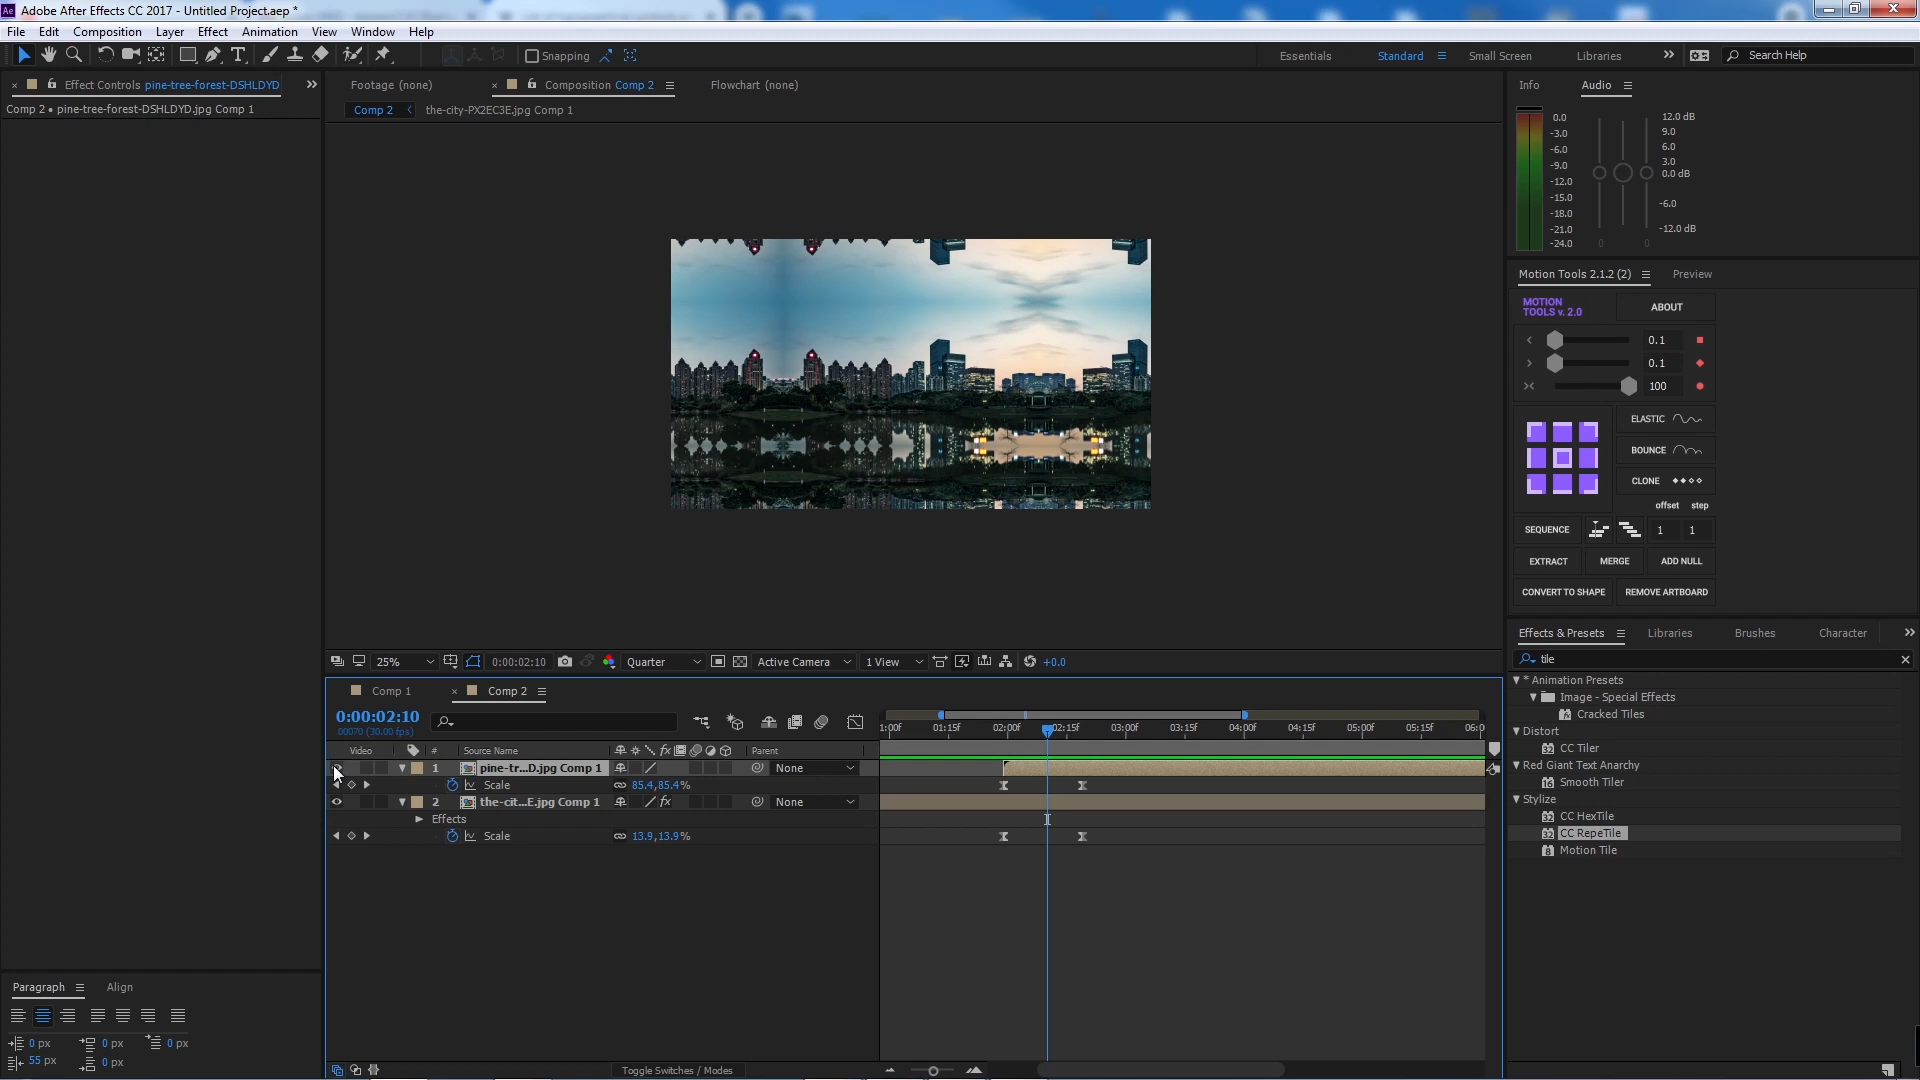 Adobe After Effects CC 2017 - Untitled Project.aep *
File Edit Composition Layer Effect Animation View Window Help
Snapping
Essentials Standard Small Screen Libraries Search Help
Effect Controls pine-tree-forest-DSHLDYD
Comp 2 • pine-tree-forest-DSHLDYD.jpg Comp 1
Footage (none) Composition Comp 2 Flowchart (none)
Comp 2 the-city-PX2EC3E.jpg Comp 1
Info Audio
0.0
-3.0
-6.0
-9.0
-12.0
-15.0
-18.0
-21.0
-24.0
12.0 dB
9.0
6.0
3.0
0.0 dB
-6.0
-12.0 dB
0 0
Motion Tools 2.1.2 (2) Preview
MOTION
TOOLS v. 2.0
ABOUT
0.1
0.1
100
ELASTIC
BOUNCE
CLONE
offset step
SEQUENCE 1 1
EXTRACT MERGE ADD NULL
CONVERT TO SHAPE REMOVE ARTBOARD
25% 0:00:02:10 Quarter Active Camera 1 View +0.0
Effects & Presets Libraries Brushes Character
tile
* Animation Presets
Image - Special Effects
Cracked Tiles
Distort
CC Tiler
Red Giant Text Anarchy
Smooth Tiler
Stylize
CC HexTile
CC RepeTile
Motion Tile
Comp 1 Comp 2
0:00:02:10
00070 (30.00 fps)
1:00f 01:15f 02:00f 02:15f 03:00f 03:15f 04:00f 04:15f 05:00f 05:15f 06:0
Video # Source Name Parent
1 pine-tr...D.jpg Comp 1 None
Scale 85.4,85.4%
2 the-cit...E.jpg Comp 1 None
Effects
Scale 13.9,13.9%
Paragraph Align
0 px 0 px 0 px
55 px 0 px
Toggle Switches / Modes